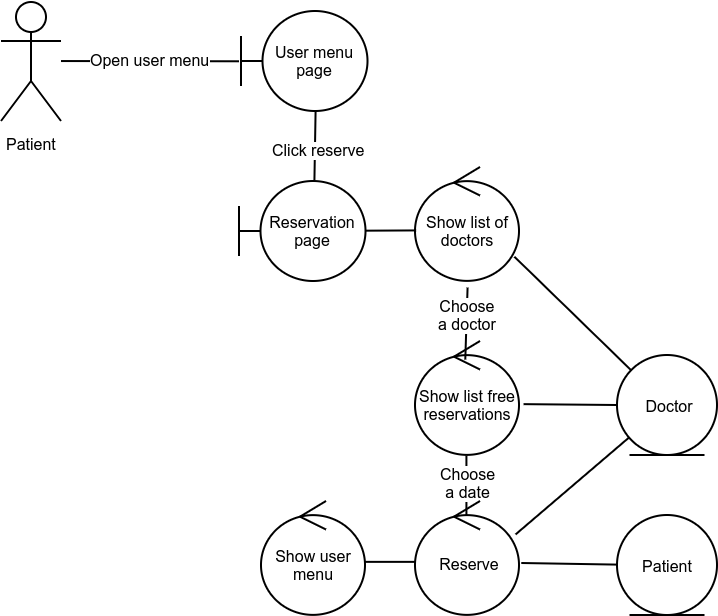 Open user menu
User menu
page
Patient
Click reserve
Reservation
page
Show list of
doctors
Choose
a doctor
Show list free
reservations
Doctor
Choose
a date
Show user
menu
Reserve
Patient